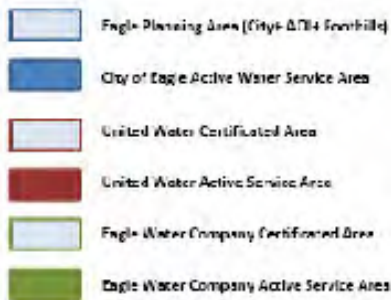 Eagle Planning Area (City+ AOI+ Foothills)
City of Eagle Active Water Service Area
United Water Certificated Area
United Water Active Service Area
Eagle Water Company Certificated Area
Eagle Water Company Active Service Area